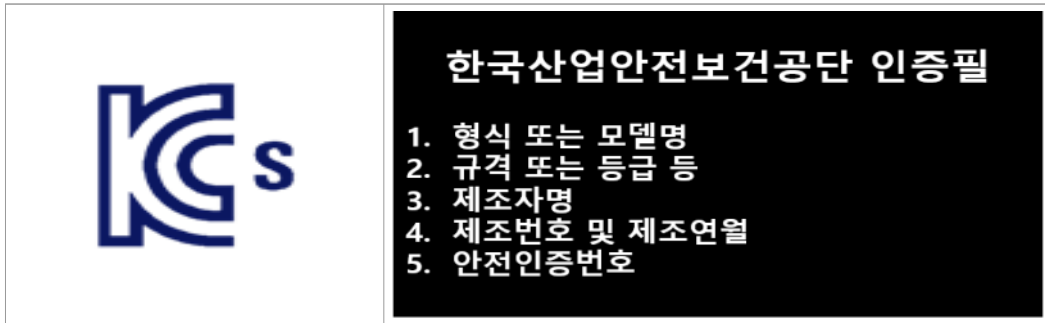 KCs
한국산업안전보건공단 인증필
1. 형식 또는 모델명
2. 규격 또는 등급 등
3. 제조자명
4. 제조번호 및 제조연월
5. 안전인증번호